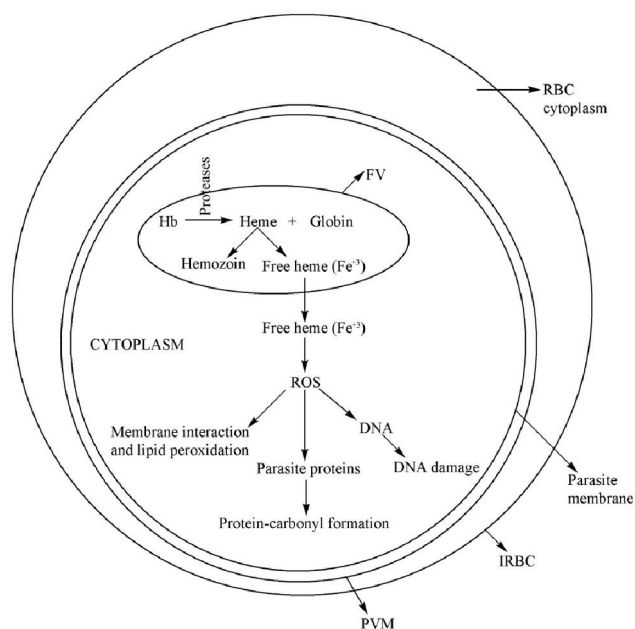 RBC
cytoplasm
Proteases
FV
Hb Heme + Globin
Hemozoin Free heme (Fe⁺³)
Free heme (Fe⁺³)
CYTOPLASM
ROS
Membrane interaction
and lipid peroxidation
DNA
Parasite proteins
DNA damage
Parasite
membrane
Protein-carbonyl formation
IRBC
PVM